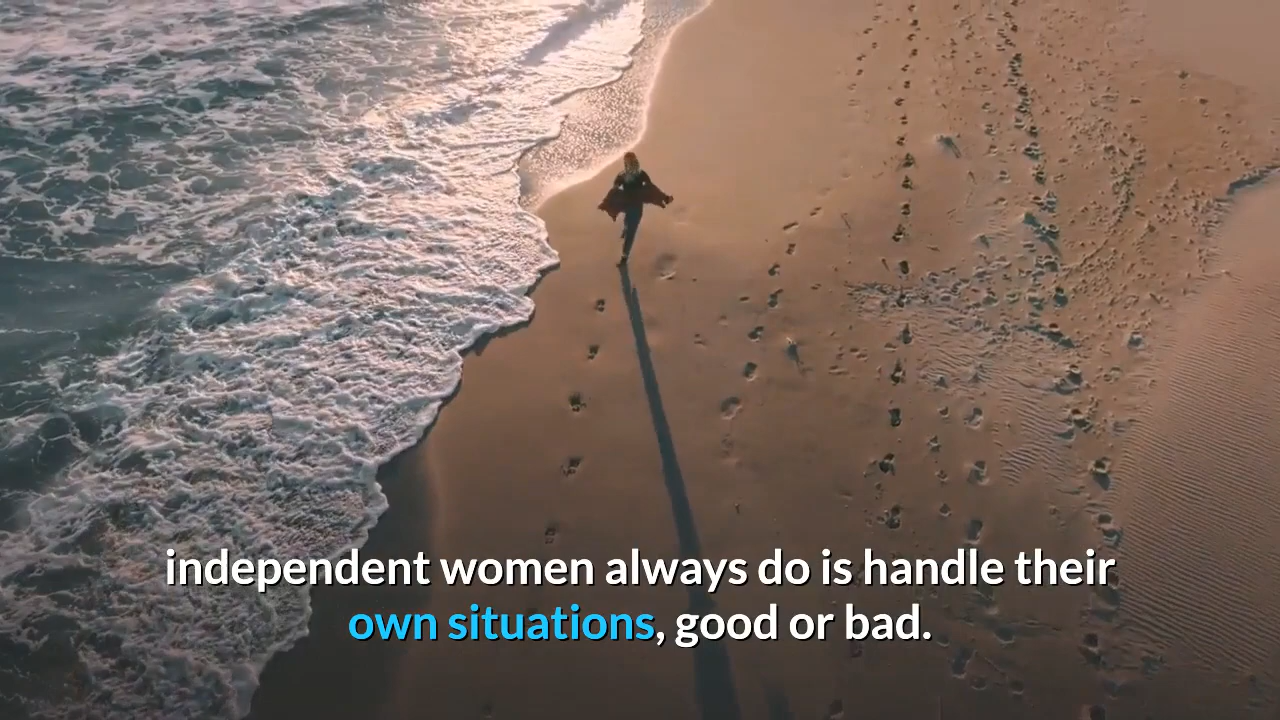 independent women always do is handle their
own situations, good or bad.